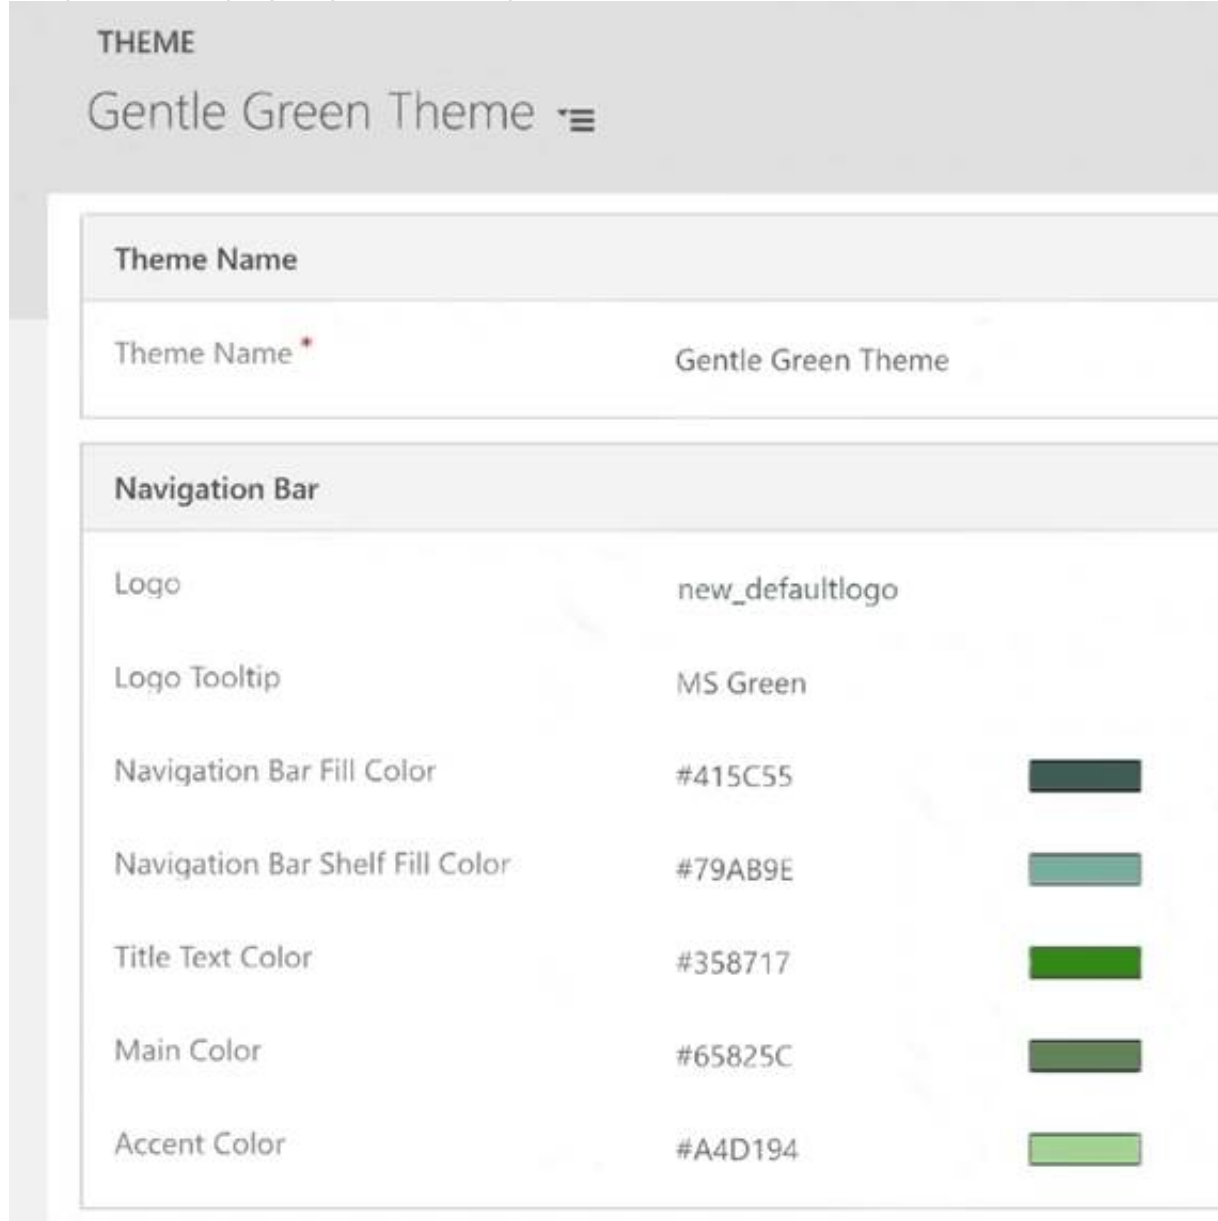 THEME
Gentle Green Theme
Theme Name
Theme Name * Gentle Green Theme
Navigation Bar
Logo new_defaultlogo
Logo Tooltip MS Green
Navigation Bar Fill Color #415C55
Navigation Bar Shelf Fill Color #79AB9E
Title Text Color #358717
Main Color #65825C
Accent Color #A4D194